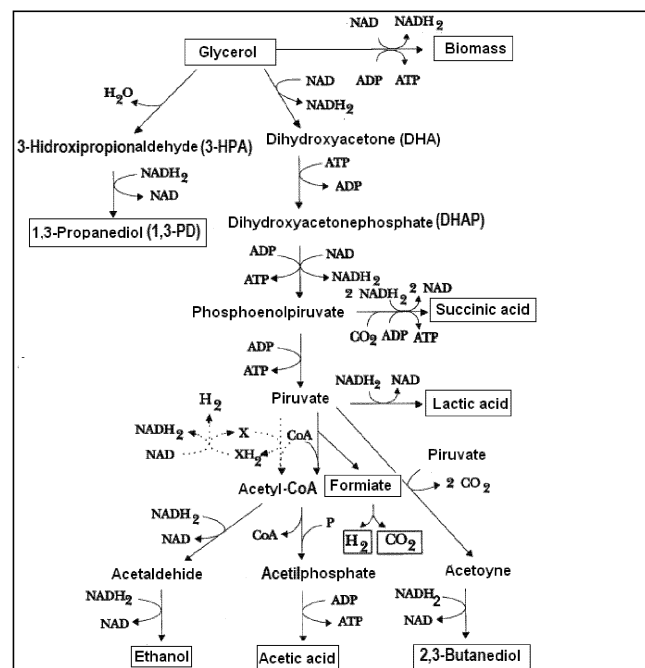 NAD NADH2
Glycerol Biomass
ADP ATP
H2O NAD
NADH2
3-Hidroxipropionaldehyde (3-HPA) Dihydroxyacetone (DHA)
NADH2 ATP
NAD ADP
1,3-Propanediol (1,3-PD) Dihydroxyacetonephosphate (DHAP)
ADP NAD
ATP NADH2 2 NADH2 2 NAD
Phosphoenolpiruvate Succinic acid
CO2 ADP ATP
ADP
ATP
Piruvate NADH2 NAD
Lactic acid
H2
NADH2 X CoA
NAD XH2 Piruvate
2 CO2
Acetyl-CoA Formiate
NADH2 CoA P H2 CO2
NAD
Acetaldehide Acetilphosphate Acetoyne
NADH2 ADP NADH2
NAD ATP NAD
Ethanol Acetic acid 2,3-Butanediol